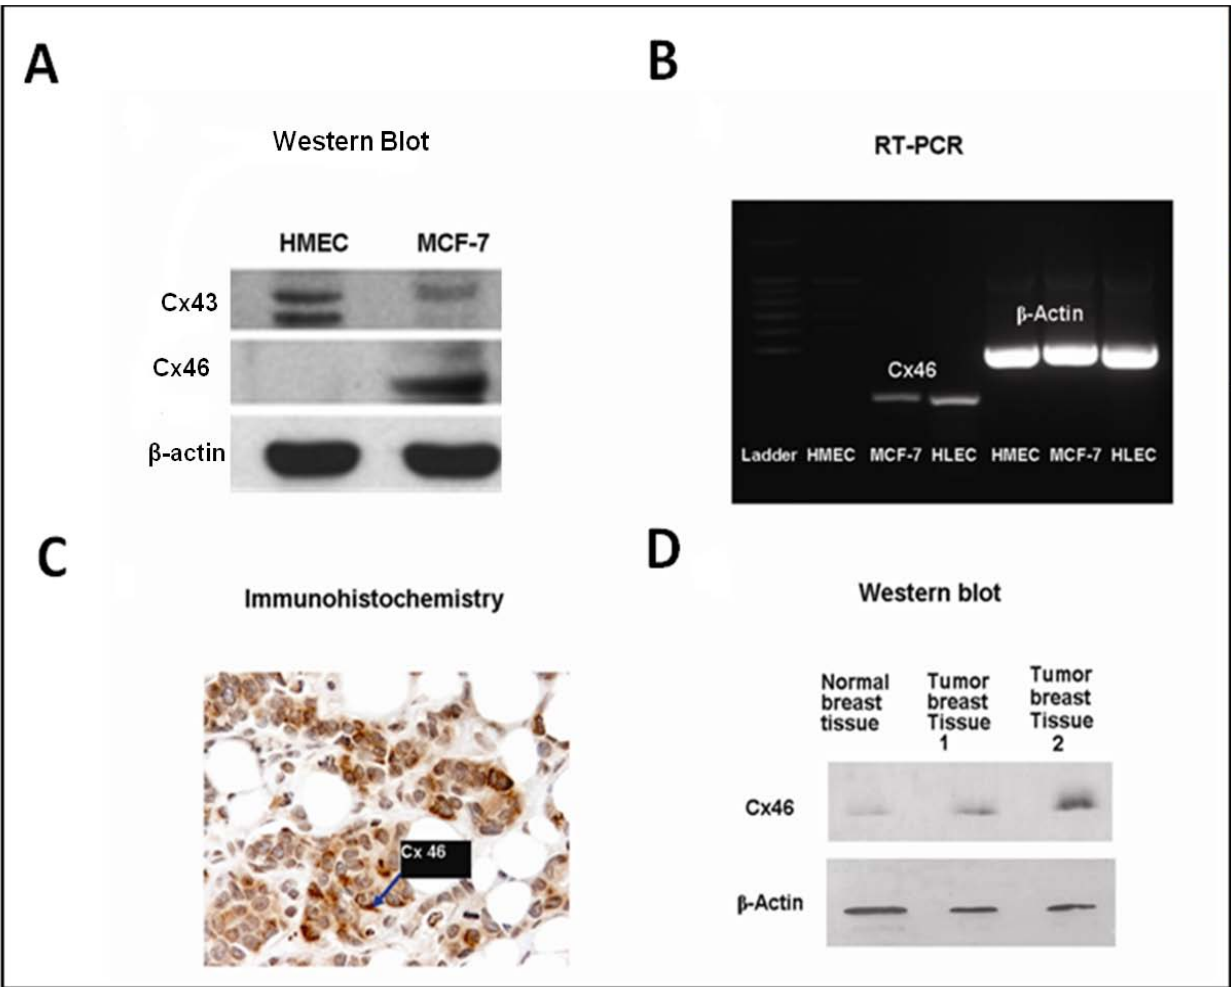 A
Western Blot
HMEC MCF-7
Cx43
Cx46
β-actin
B
RT-PCR
β-Actin
Cx46
Ladder HMEC MCF-7 HLEC HMEC MCF-7 HLEC
C
Immunohistochemistry
Cx 46
D
Western blot
Normal
breast
tissue
Tumor
breast
Tissue
1
Tumor
breast
Tissue
2
Cx46
β-Actin